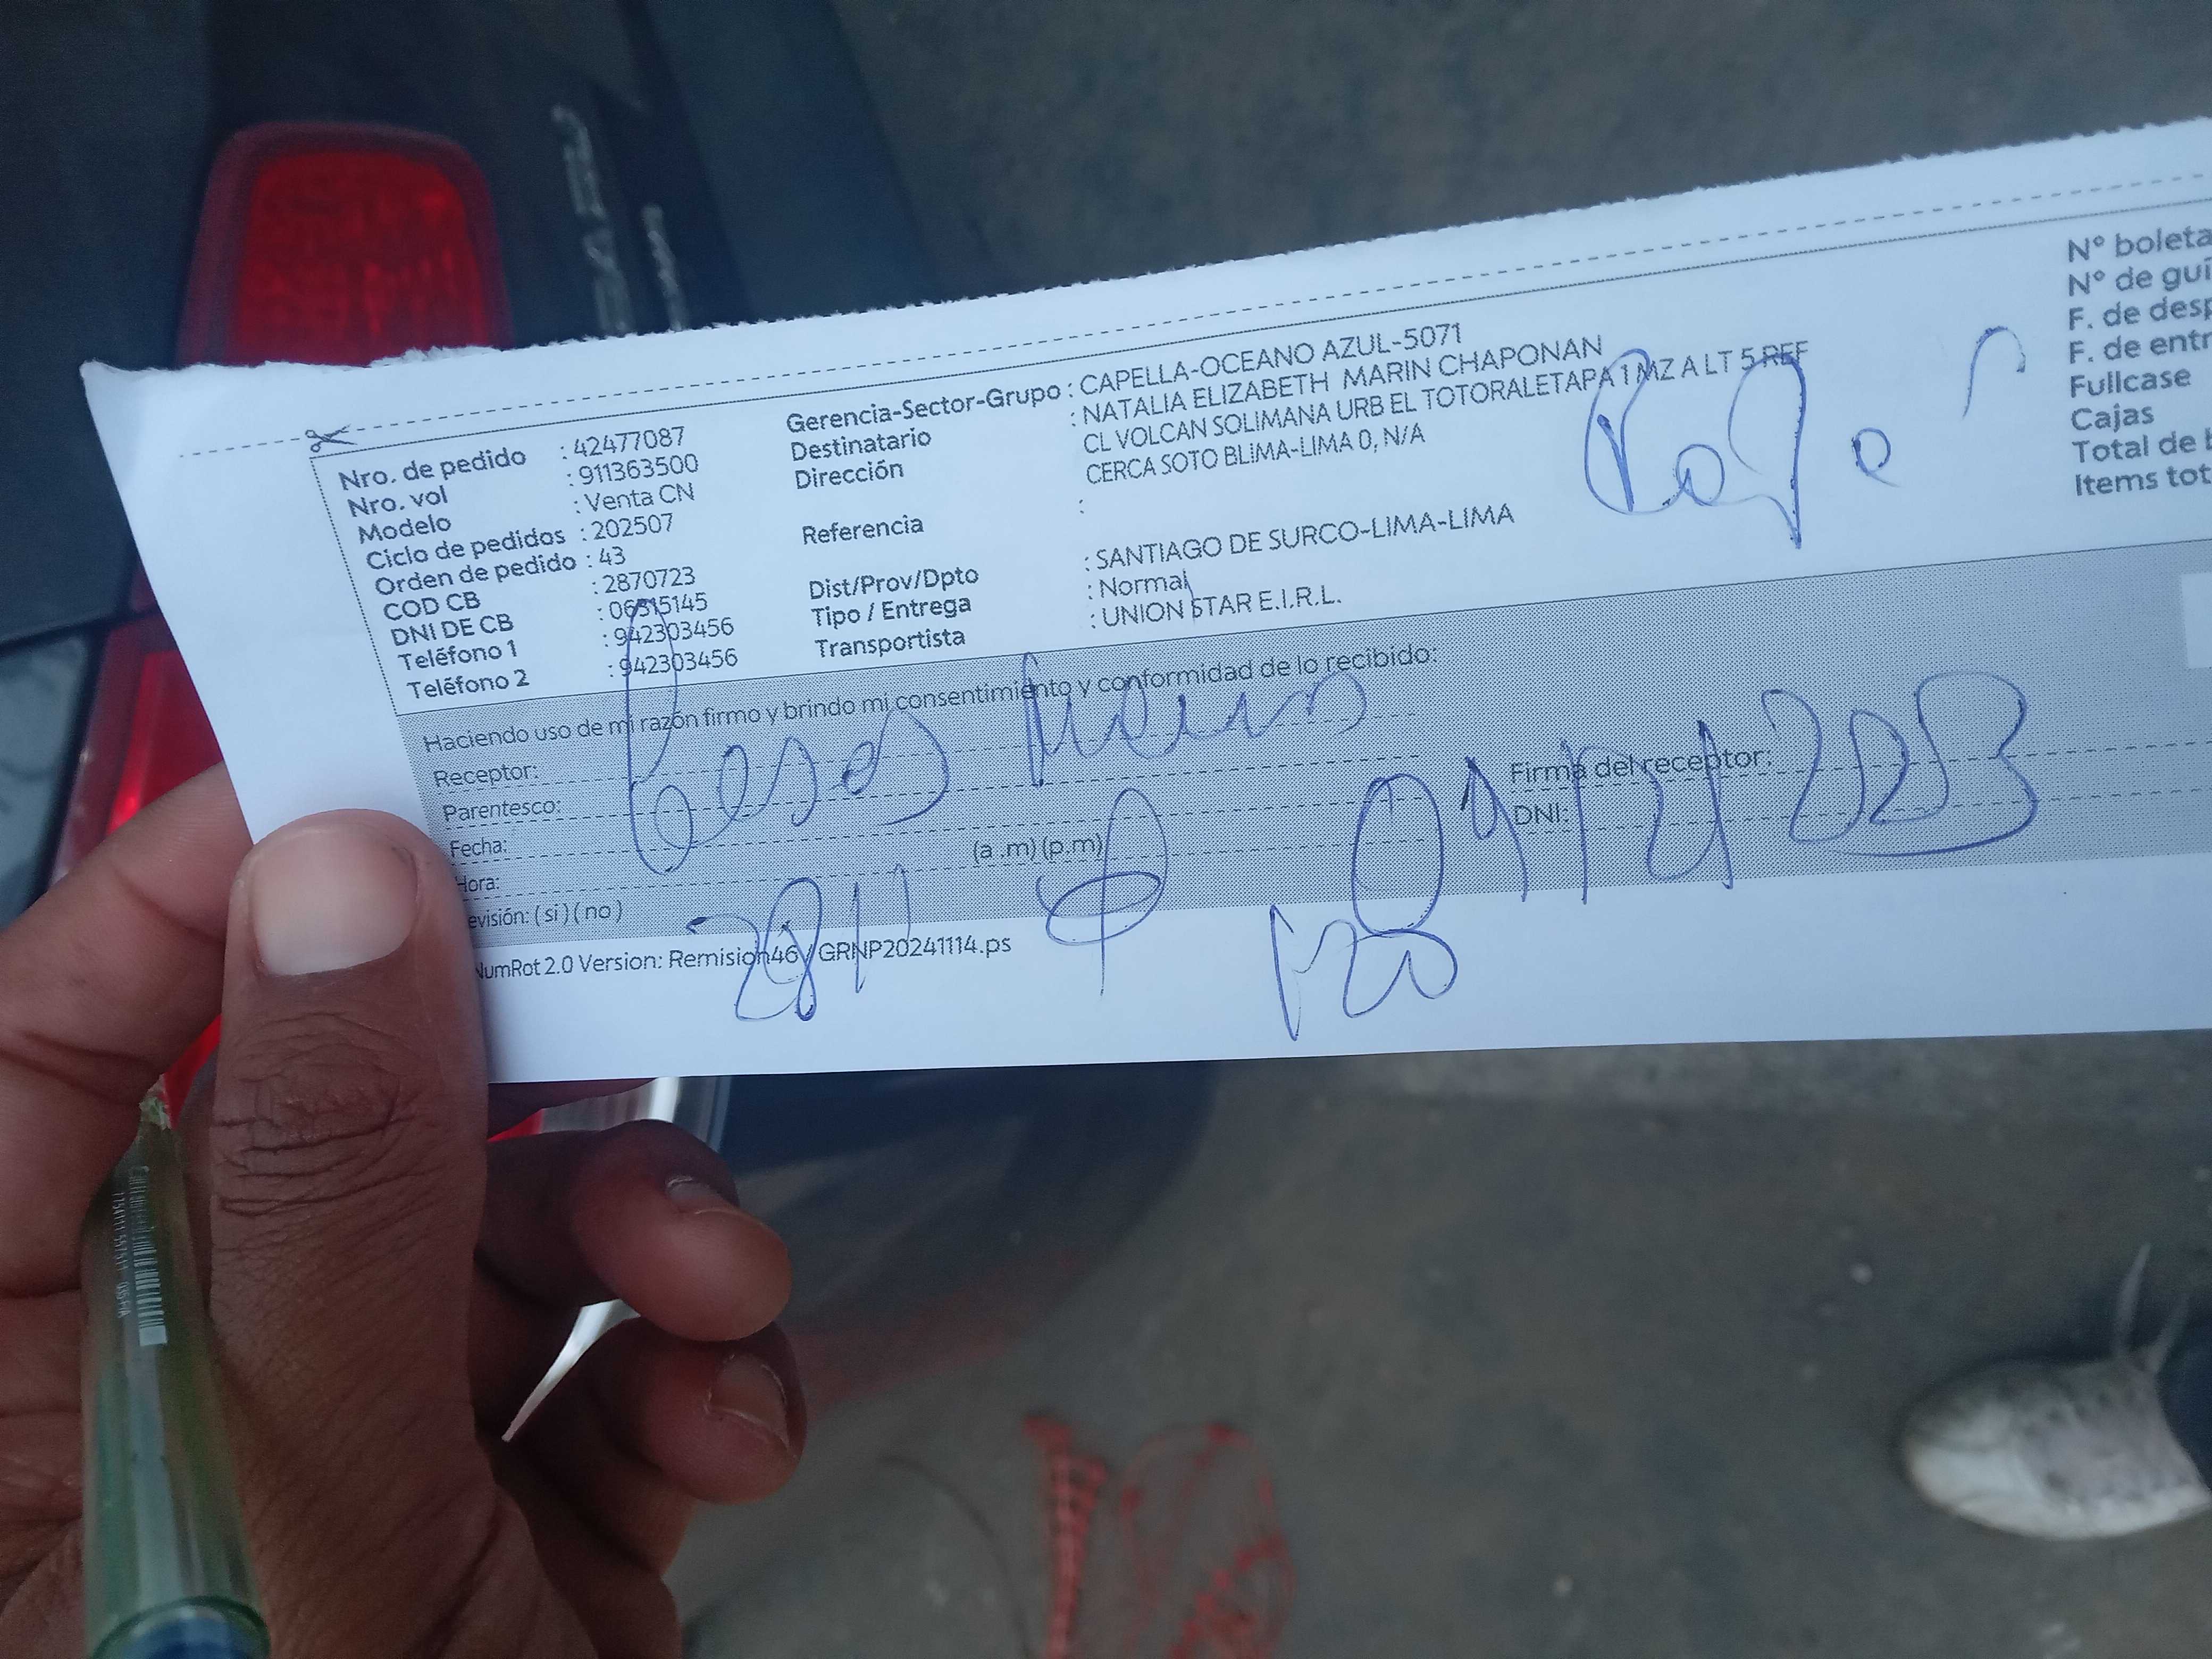 Nro. de pedido : 42477087
Nro. vol : 911363500
Modelo : Venta CN
Ciclo de pedidos : 202507
Orden de pedido : 43
COD CB : 2870723
DNI DE CB : 06315145
Teléfono 1 : 942303456
Teléfono 2 : 942303456
Gerencia-Sector-Grupo : CAPELLA-OCEANO AZUL-5071
Destinatario : NATALIA ELIZABETH MARIN CHAPONAN
Dirección CL VOLCAN SOLIMANA URB EL TOTORALETAPA 1 MZ A LT 5 REF
CERCA SOTO BLIMA-LIMA 0, N/A
Referencia :
Dist/Prov/Dpto : SANTIAGO DE SURCO-LIMA-LIMA
Tipo / Entrega : Normal
Transportista : UNION STAR E.I.R.L.
Nº boleta
Nº de guí
F. de desp
F. de entr
Fullcase
Cajas
Total de b
Items tot
Haciendo uso de mi razón firmo y brindo mi consentimiento y conformidad de lo recibido:
Receptor:
Parentesco:
Fecha:
Hora: (a .m) (p.m)
evisión: ( si ) ( no )
Firma del receptor:
DNI:
NumRot 2.0 Version: Remision46 / GRNP20241114.ps